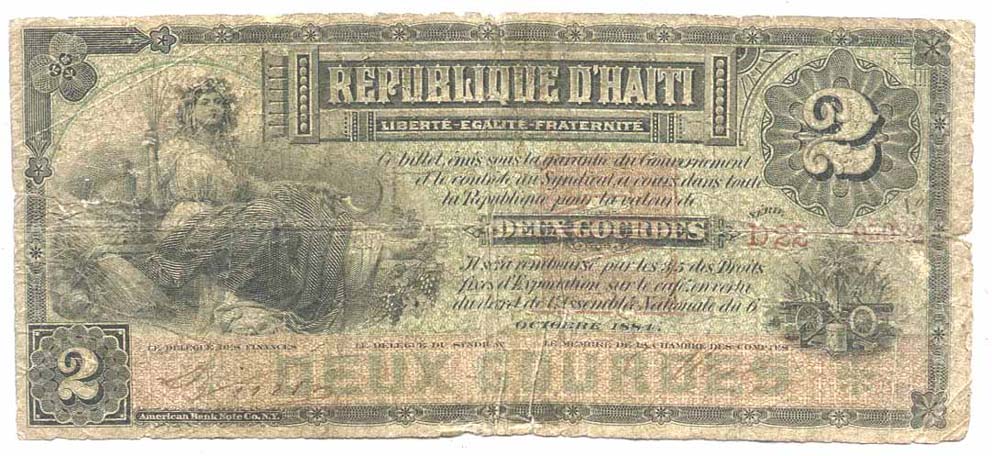 RÉPUBLIQUE D'HAITI
LIBERTÉ-EGALITÉ-FRATERNITÉ
2
Ce billet, émis sous la garantie du Gouvernement
et le contrôle du Syndicat, a cours dans toute
la République pour la valeur de
DEUX GOURDES
SÉRIE
D25
Il sera remboursé par les 3/5 des Droits
fixes d'Exportation sur le café, en vertu
du décret de l'Assemblée Nationale du 6
OCTOBRE 1884.
LE DÉLÉGUÉ DES FINANCES
LE DÉLÉGUÉ DU SYNDICAT
LE MEMBRE DE LA CHAMBRE DES COMPTES
2
DEUX GOURDES
American Bank Note Co. N.Y.